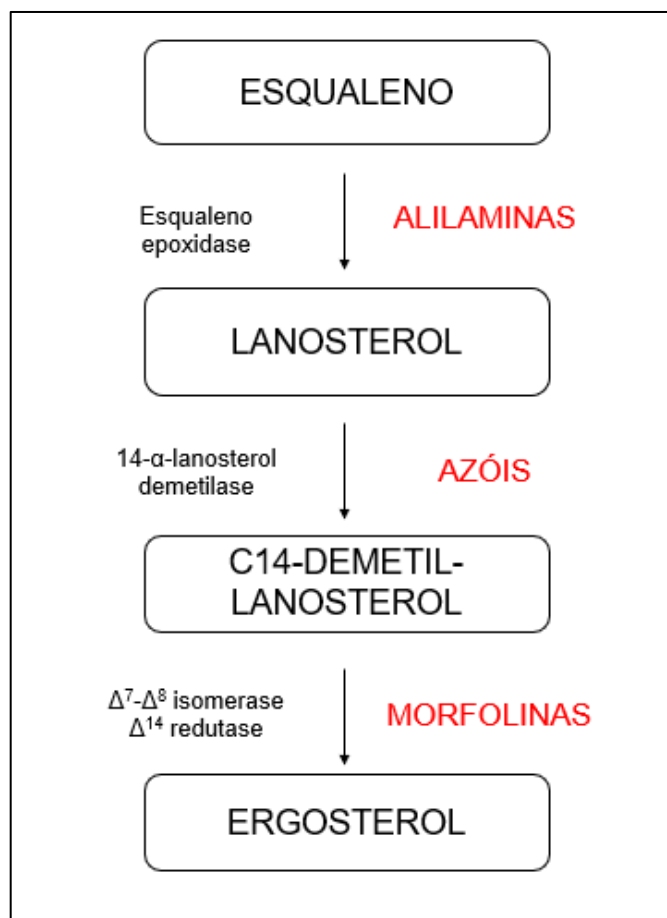 ESQUALENO
Esqualeno
epoxidase
ALILAMINAS
LANOSTEROL
14-α-lanosterol
demetilase
AZÓIS
C14-DEMETIL-
LANOSTEROL
Δ⁷-Δ⁸ isomerase
Δ¹⁴ redutase
MORFOLINAS
ERGOSTEROL